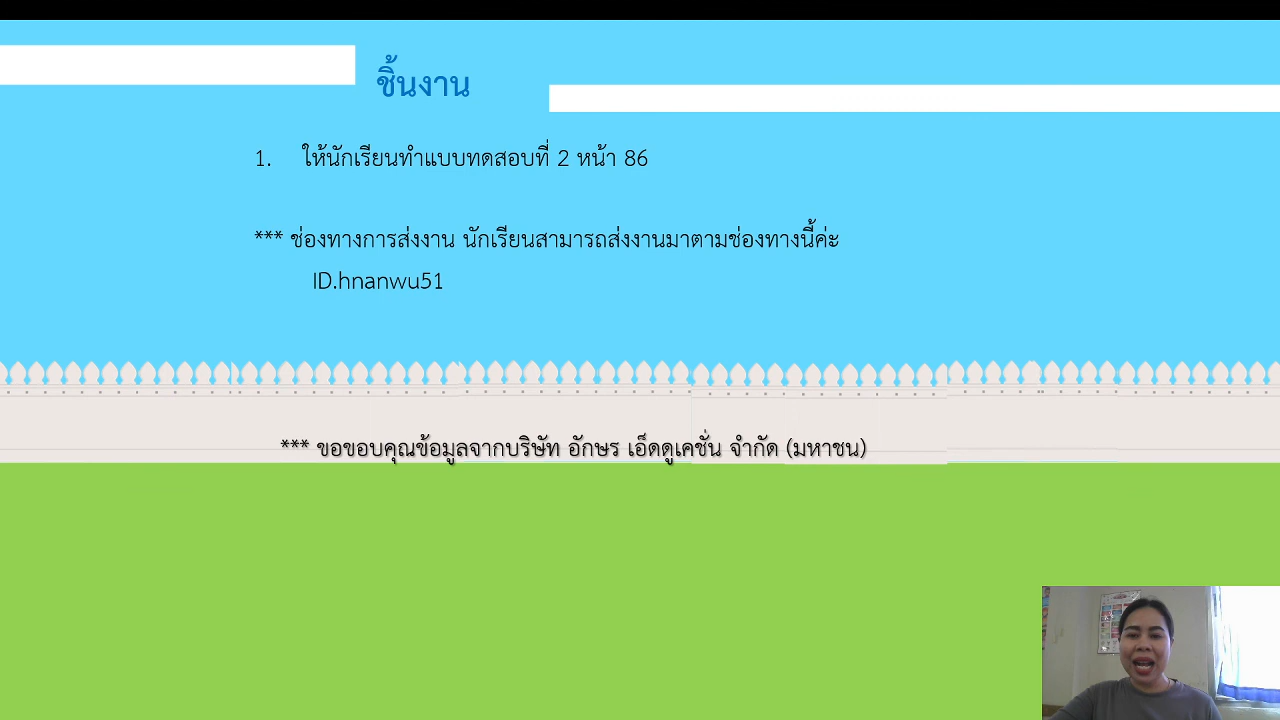 ชิ้นงาน
1. ให้นักเรียนทำแบบทดสอบที่ 2 หน้า 86
*** ช่องทางการส่งงาน นักเรียนสามารถส่งงานมาตามช่องทางนี้ค่ะ
ID.hnanwu51
*** ขอขอบคุณข้อมูลจากบริษัท อักษร เอ็ดดูเคชั่น จำกัด (มหาชน)